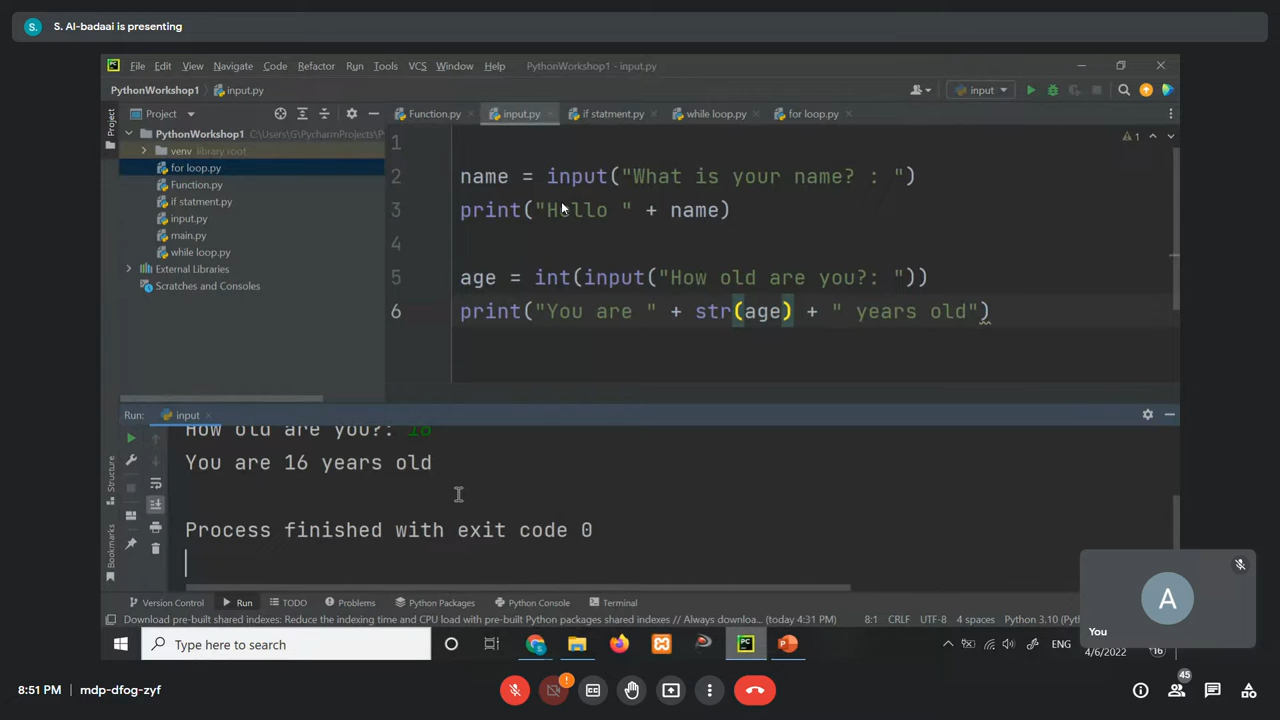 S. S. Al-badaai is presenting
File Edit View Navigate Code Refactor Run Tools VCS Window Help PythonWorkshop1 - input.py
PythonWorkshop1 input.py input
Project Function.py input.py if statment.py while loop.py for loop.py
PythonWorkshop1 C:\Users\G\PycharmProjects\P
venv library root
for loop.py
Function.py
if statment.py
input.py
main.py
while loop.py
External Libraries
Scratches and Consoles
Project
1
1
2 name = input("What is your name? : ")
3 print("Hello " + name)
4
5 age = int(input("How old are you?: "))
6 print("You are " + str(age) + " years old")
Run: input
How old are you?: 16
You are 16 years old
Process finished with exit code 0
Structure
Bookmarks
Version Control Run TODO Problems Python Packages Python Console Terminal
Download pre-built shared indexes: Reduce the indexing time and CPU load with pre-built Python packages shared indexes // Always downloa... (today 4:31 PM) 8:1 CRLF UTF-8 4 spaces Python 3.10
A
You
Type here to search ENG 4/6/2022 16
8:51 PM mdp-dfog-zyf 45